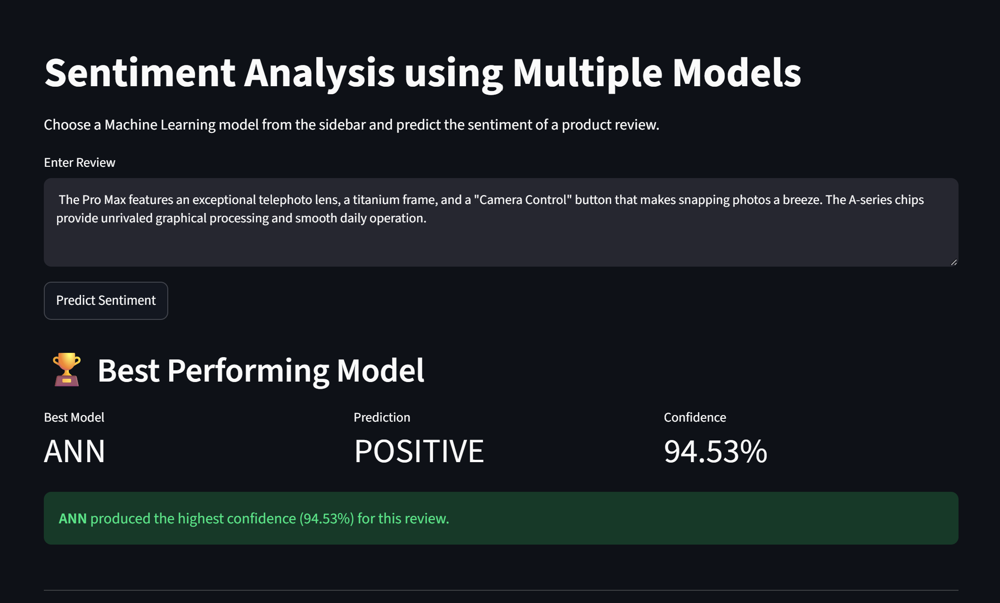 Sentiment Analysis using Multiple Models
Choose a Machine Learning model from the sidebar and predict the sentiment of a product review.
Enter Review
The Pro Max features an exceptional telephoto lens, a titanium frame, and a "Camera Control" button that makes snapping photos a breeze. The A-series chips
provide unrivaled graphical processing and smooth daily operation.
Predict Sentiment
🏆 Best Performing Model
Best Model
ANN
Prediction
POSITIVE
Confidence
94.53%
ANN produced the highest confidence (94.53%) for this review.